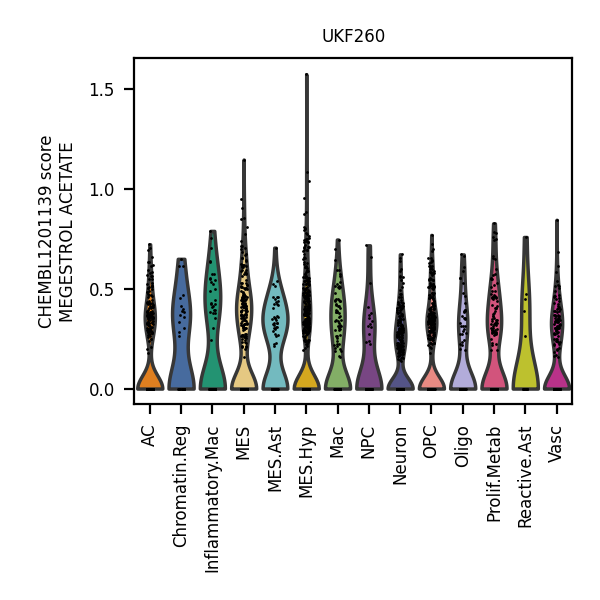 UKF260
CHEMBL1201139 score
MEGESTROL ACETATE
1.5
1.0
0.5
0.0
AC
Chromatin.Reg
Inflammatory.Mac
MES
MES.Ast
MES.Hyp
Mac
NPC
Neuron
OPC
Oligo
Prolif.Metab
Reactive.Ast
Vasc